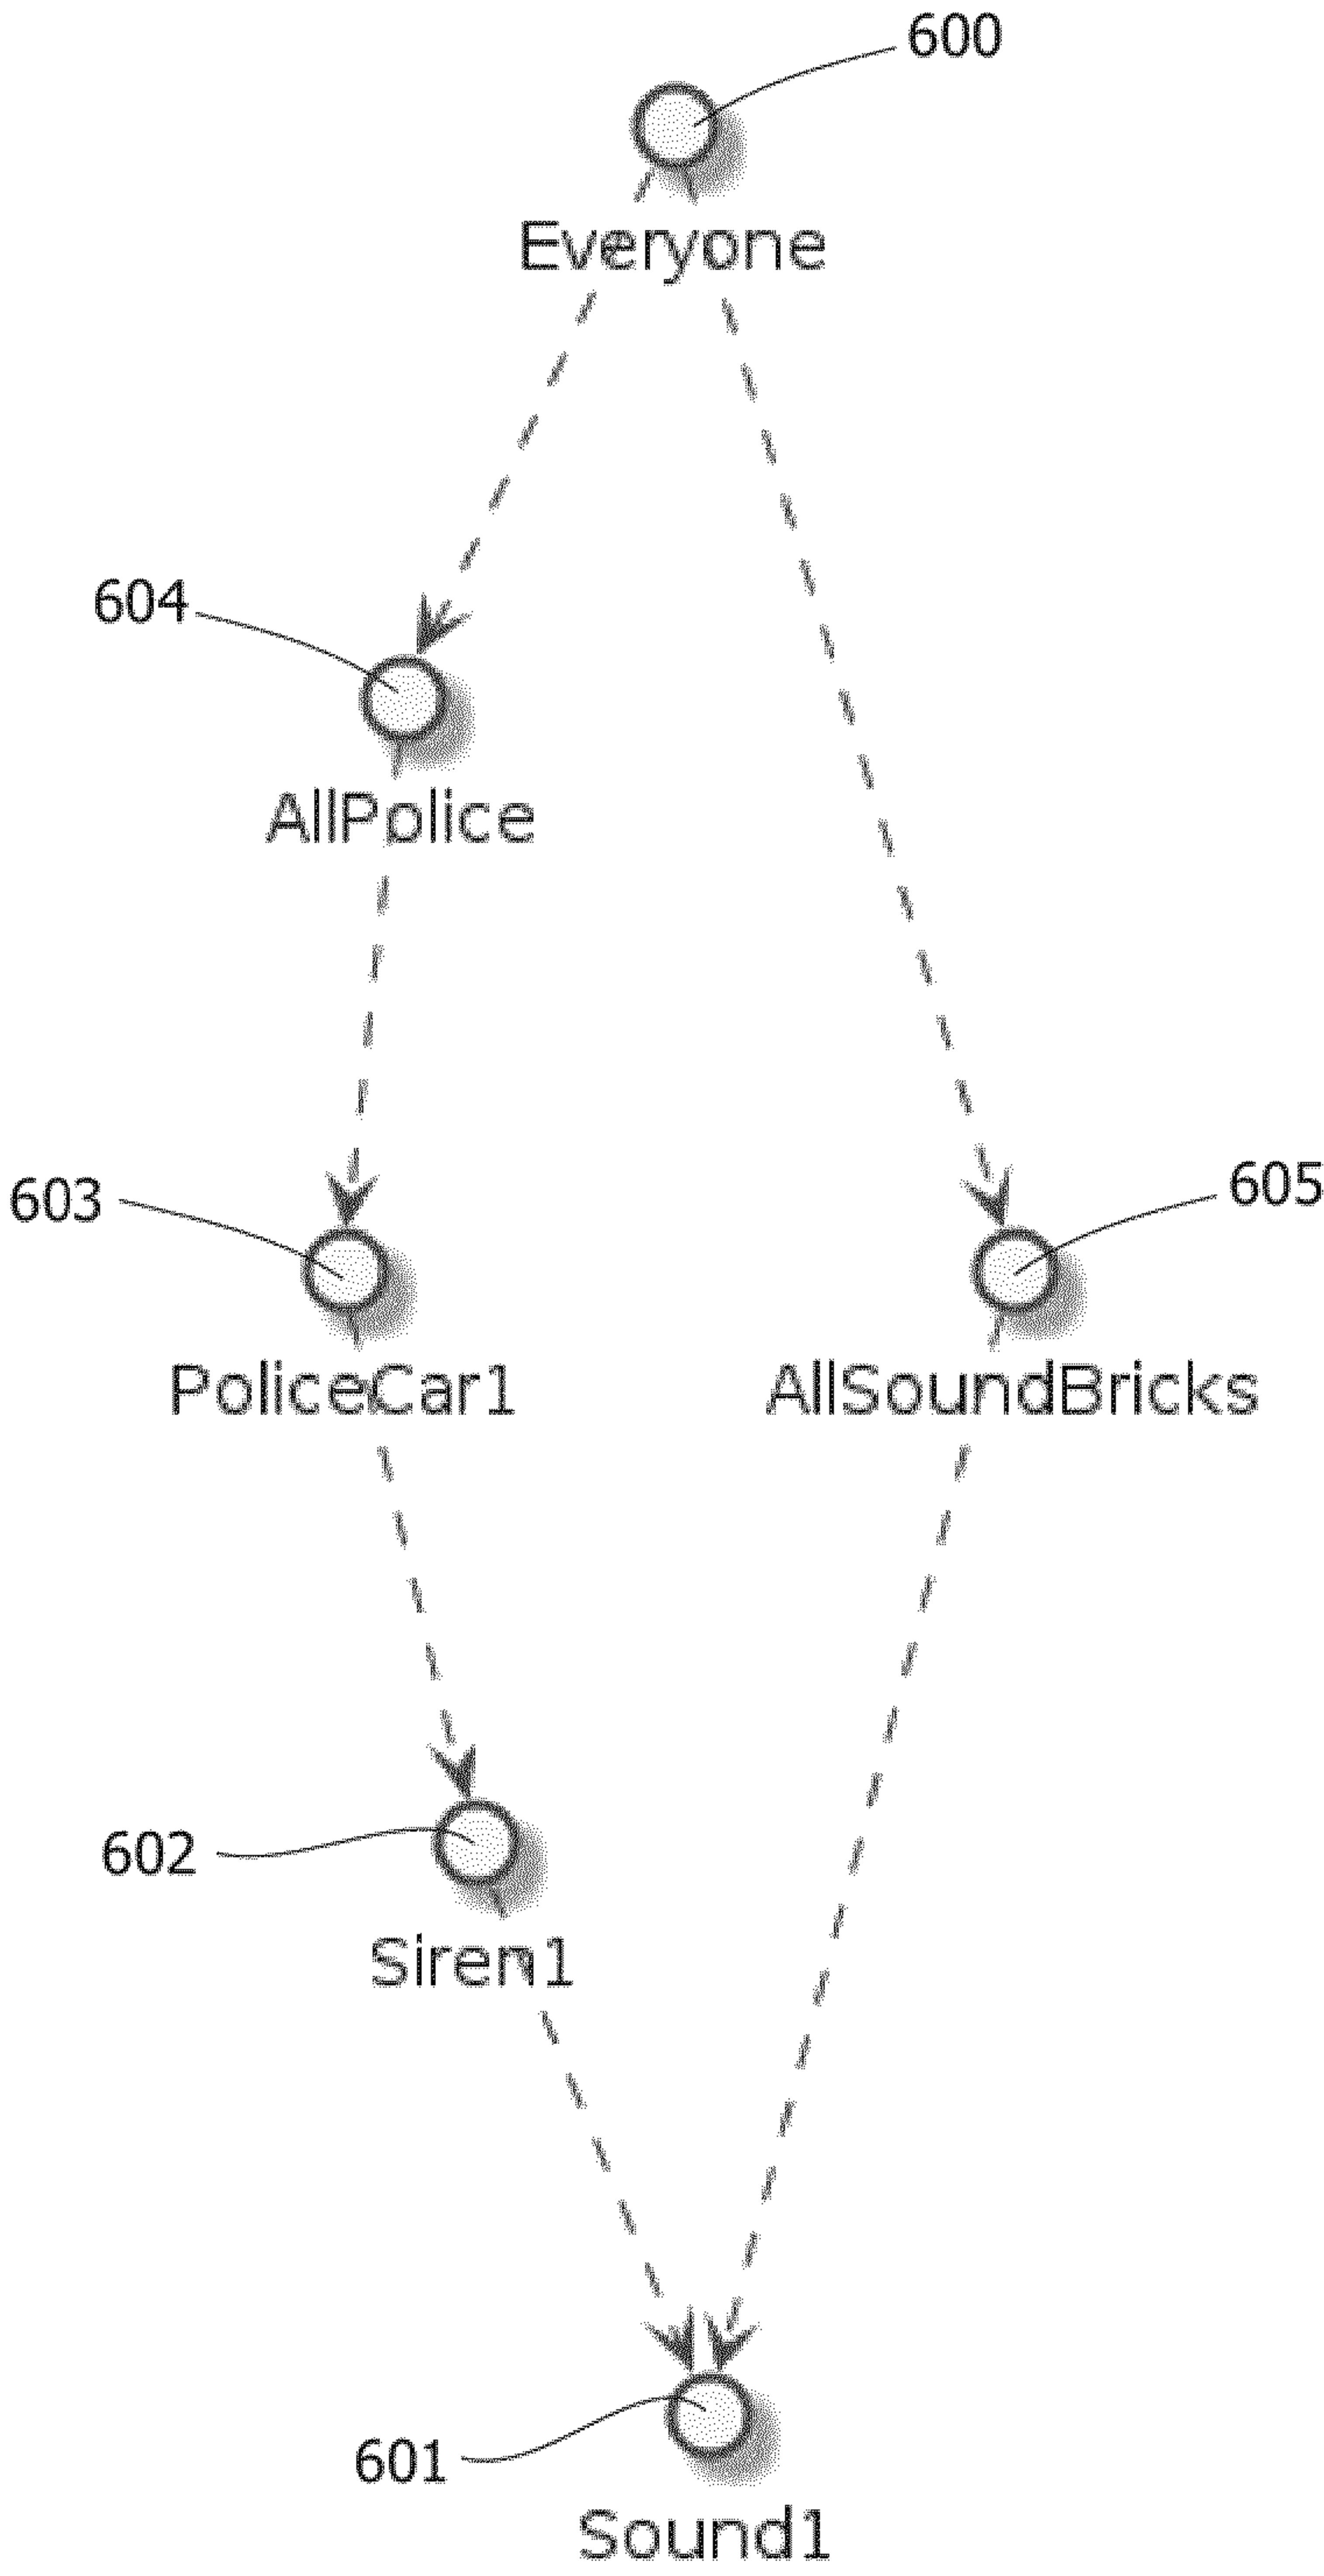 600
Everyone
604
AllPolice
603
605
PoliceCar1
AllSoundBricks
602
Siren1
601
Sound1